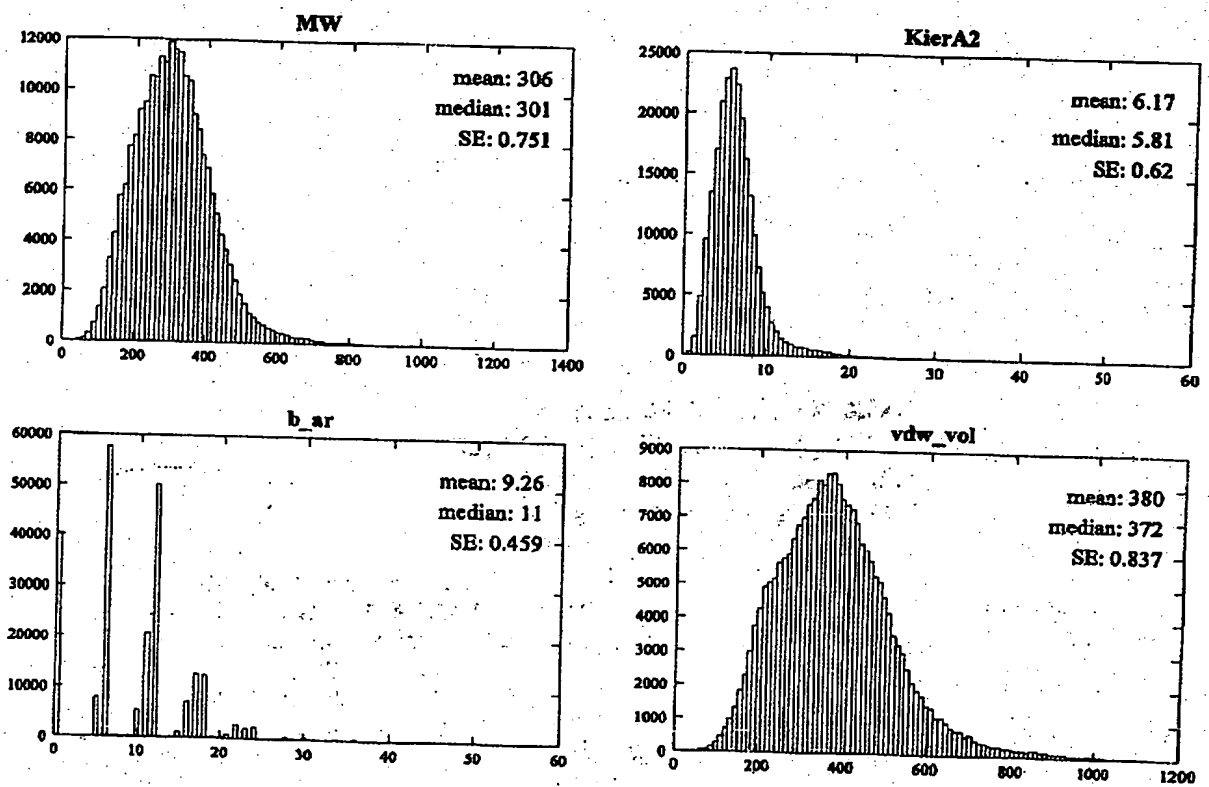 MW
12000
10000
8000
6000
4000
2000
0
mean: 306
median: 301
SE: 0.751
0 200 400 600 800 1000 1200 1400
KierA2
25000
20000
15000
10000
5000
0
mean: 6.17
median: 5.81
SE: 0.62
0 10 20 30 40 50 60
b_ar
60000
50000
40000
30000
20000
10000
0
mean: 9.26
median: 11
SE: 0.459
0 10 20 30 40 50 60
vdw_vol
9000
8000
7000
6000
5000
4000
3000
2000
1000
0
mean: 380
median: 372
SE: 0.837
0 200 400 600 800 1000 1200